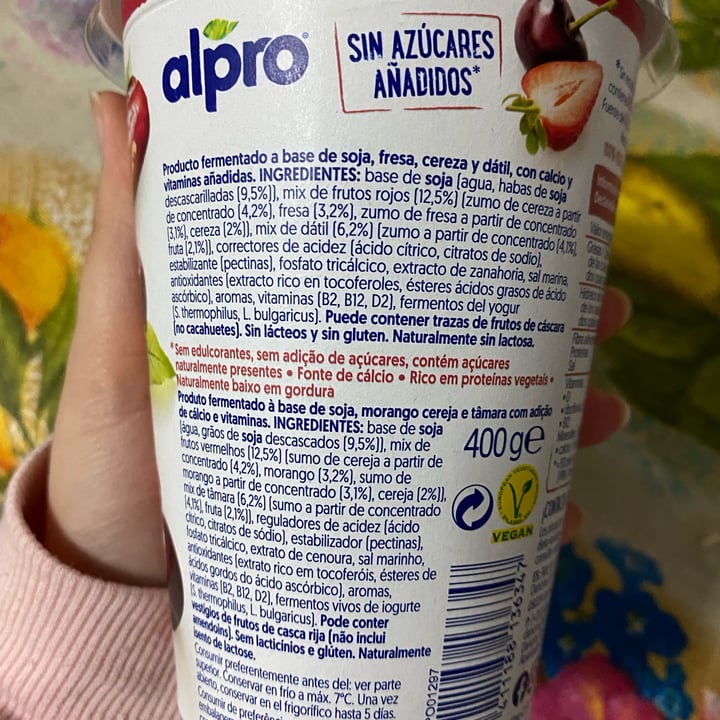 alpro
SIN AZÚCARES
AÑADIDOS*
Producto fermentado a base de soja, fresa, cereza y dátil, con calcio y
vitaminas añadidas. INGREDIENTES: base de soja (agua, habas de soja
descascarilladas (9,5%)), mix de frutos rojos (12,5%) (zumo de cereza a partir
de concentrado (4,2%), fresa (3,2%), zumo de fresa a partir de concentrado
(3,1%), cereza (2%)), mix de dátil (6,2%) (zumo a partir de concentrado (4,1%),
fruta (2,1%)), correctores de acidez (ácido cítrico, citratos de sodio),
estabilizante (pectinas), fosfato tricálcico, extracto de zanahoria, sal marina,
antioxidantes (extracto rico en tocoferoles, ésteres ácidos grasos de ácido
ascórbico), aromas, vitaminas (B2, B12, D2), fermentos del yogur
(S. thermophilus, L. bulgaricus). Puede contener trazas de frutos de cáscara
(no cacahuetes). Sin lácteos y sin gluten. Naturalmente sin lactosa.
*Sem edulcorantes, sem adição de açúcares, contém açúcares
naturalmente presentes • Fonte de cálcio • Rico em proteínas vegetais •
Naturalmente baixo em gordura
Produto fermentado à base de soja, morango cereja e tâmara com adição
de cálcio e vitaminas. INGREDIENTES: base de soja
(água, grãos de soja descascados (9,5%)), mix de
frutos vermelhos (12,5%) (sumo de cereja a partir de
concentrado (4,2%), morango (3,2%), sumo de
morango a partir de concentrado (3,1%), cereja (2%)),
mix de tâmara (6,2%) (sumo a partir de concentrado
(4,1%), fruta (2,1%)), reguladores de acidez (ácido
cítrico, citratos de sódio), estabilizador (pectinas),
fosfato tricálcico, extrato de cenoura, sal marinho,
antioxidantes (extrato rico em tocoferóis, ésteres de
ácidos gordos do ácido ascórbico), aromas,
vitaminas (B2, B12, D2), fermentos vivos de iogurte
(S. thermophilus, L. bulgaricus). Pode conter
vestígios de frutos de casca rija (não inclui
amendoins). Sem lacticínios e glúten. Naturalmente
isento de lactose.
Consumir preferentemente antes del: ver parte
superior. Conservar en frío a máx. 7°C. Una vez
abierto, conservar en el frigorífico hasta 5 días.
Consumir de preferên
400g e
EUROPEAN VEGETARIAN
VEGAN
411188 136347